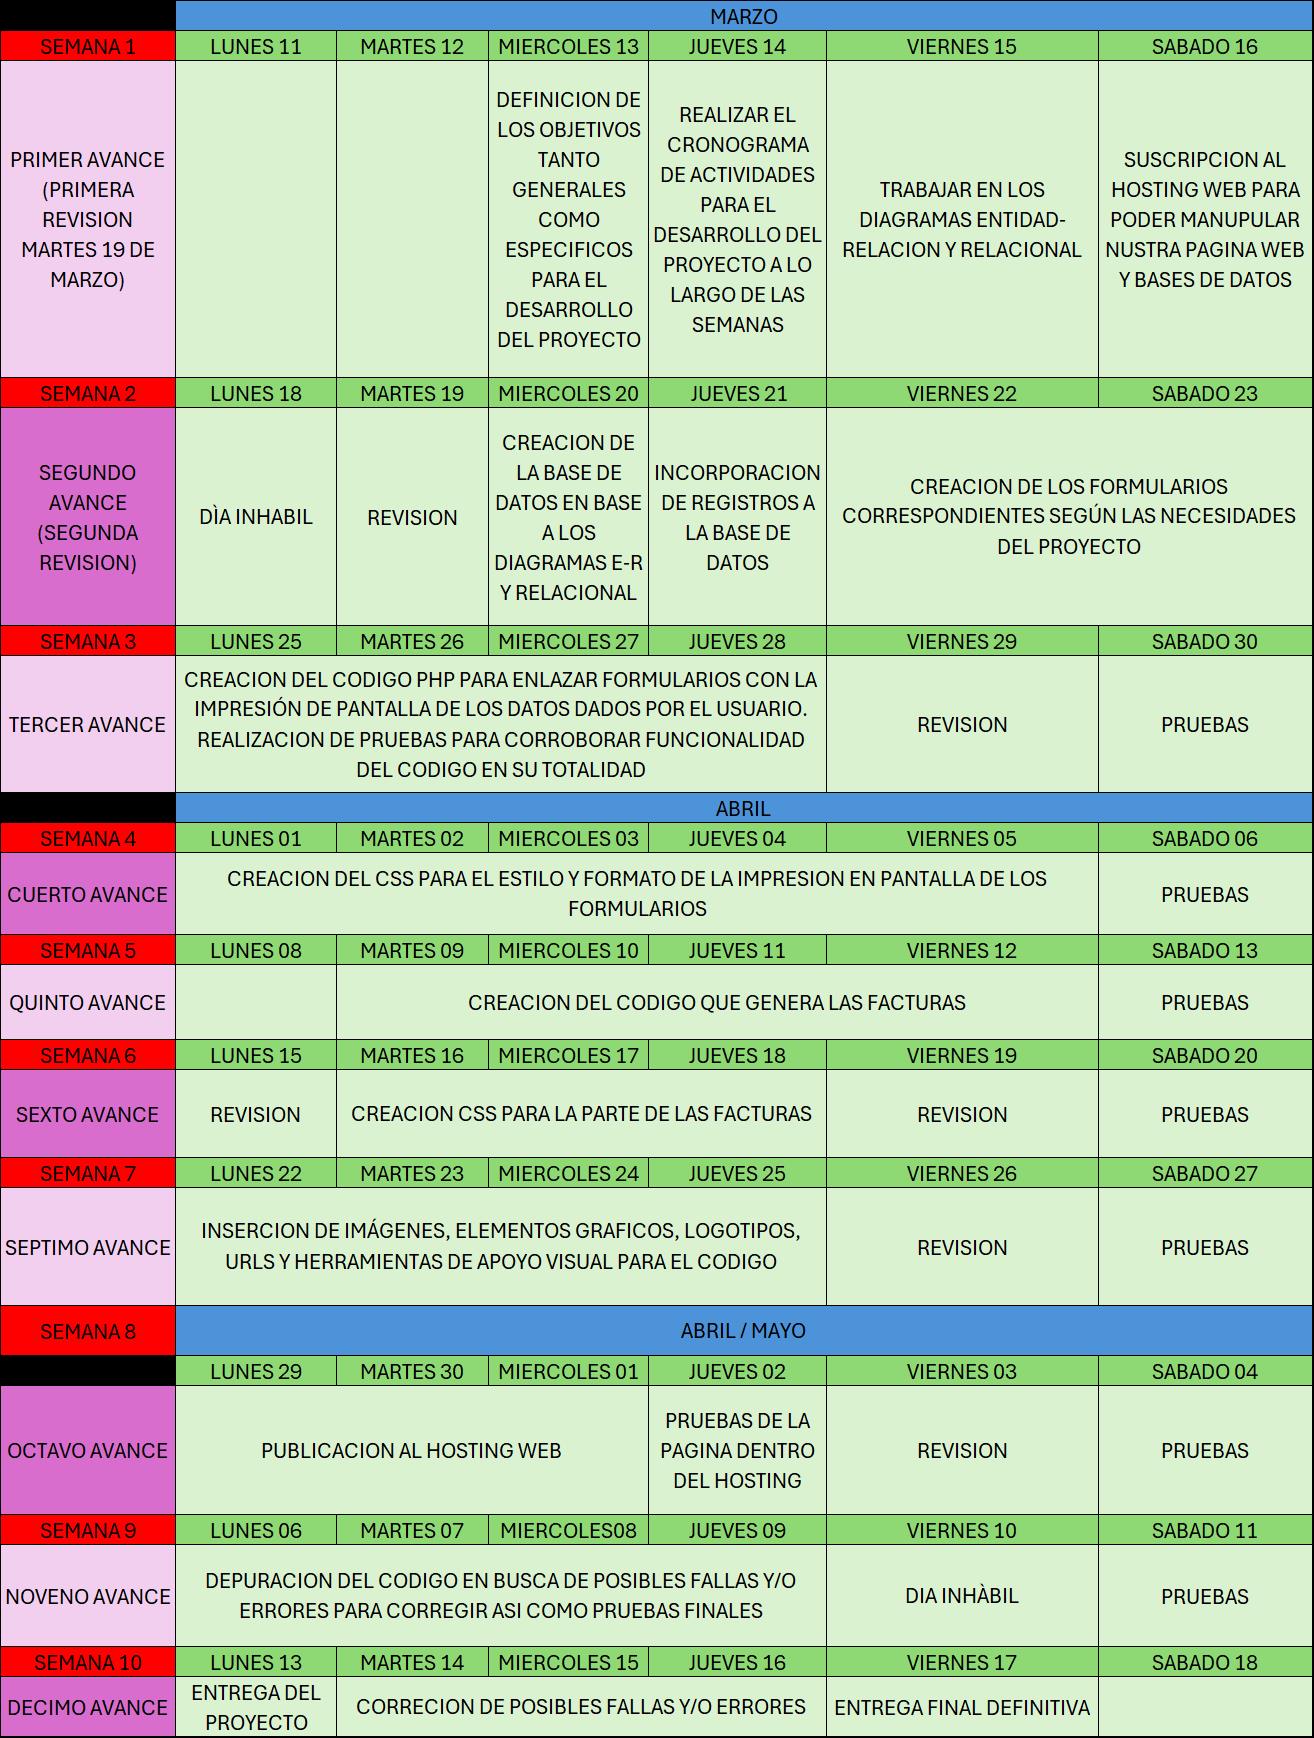 MARZO
SEMANA 1 LUNES 11 MARTES 12 MIERCOLES 13 JUEVES 14 VIERNES 15 SABADO 16
PRIMER AVANCE
(PRIMERA
REVISION
MARTES 19 DE
MARZO)
DEFINICION DE
LOS OBJETIVOS
TANTO
GENERALES
COMO
ESPECIFICOS
PARA EL
DESARROLLO
DEL PROYECTO
REALIZAR EL
CRONOGRAMA
DE ACTIVIDADES
PARA EL
DESARROLLO DEL
PROYECTO A LO
LARGO DE LAS
SEMANAS
TRABAJAR EN LOS
DIAGRAMAS ENTIDAD-
RELACION Y RELACIONAL
SUSCRIPCION AL
HOSTING WEB PARA
PODER MANUPULAR
NUSTRA PAGINA WEB
Y BASES DE DATOS
SEMANA 2 LUNES 18 MARTES 19 MIERCOLES 20 JUEVES 21 VIERNES 22 SABADO 23
SEGUNDO
AVANCE
(SEGUNDA
REVISION)
DÌA INHABIL
REVISION
CREACION DE
LA BASE DE
DATOS EN BASE
A LOS
DIAGRAMAS E-R
Y RELACIONAL
INCORPORACION
DE REGISTROS A
LA BASE DE
DATOS
CREACION DE LOS FORMULARIOS
CORRESPONDIENTES SEGÚN LAS NECESIDADES
DEL PROYECTO
SEMANA 3 LUNES 25 MARTES 26 MIERCOLES 27 JUEVES 28 VIERNES 29 SABADO 30
TERCER AVANCE
CREACION DEL CODIGO PHP PARA ENLAZAR FORMULARIOS CON LA
IMPRESIÓN DE PANTALLA DE LOS DATOS DADOS POR EL USUARIO.
REALIZACION DE PRUEBAS PARA CORROBORAR FUNCIONALIDAD
DEL CODIGO EN SU TOTALIDAD
REVISION
PRUEBAS
ABRIL
SEMANA 4 LUNES 01 MARTES 02 MIERCOLES 03 JUEVES 04 VIERNES 05 SABADO 06
CUERTO AVANCE
CREACION DEL CSS PARA EL ESTILO Y FORMATO DE LA IMPRESION EN PANTALLA DE LOS
FORMULARIOS
PRUEBAS
SEMANA 5 LUNES 08 MARTES 09 MIERCOLES 10 JUEVES 11 VIERNES 12 SABADO 13
QUINTO AVANCE
CREACION DEL CODIGO QUE GENERA LAS FACTURAS
PRUEBAS
SEMANA 6 LUNES 15 MARTES 16 MIERCOLES 17 JUEVES 18 VIERNES 19 SABADO 20
SEXTO AVANCE
REVISION
CREACION CSS PARA LA PARTE DE LAS FACTURAS
REVISION
PRUEBAS
SEMANA 7 LUNES 22 MARTES 23 MIERCOLES 24 JUEVES 25 VIERNES 26 SABADO 27
SEPTIMO AVANCE
INSERCION DE IMÁGENES, ELEMENTOS GRAFICOS, LOGOTIPOS,
URLS Y HERRAMIENTAS DE APOYO VISUAL PARA EL CODIGO
REVISION
PRUEBAS
SEMANA 8 ABRIL / MAYO
LUNES 29 MARTES 30 MIERCOLES 01 JUEVES 02 VIERNES 03 SABADO 04
OCTAVO AVANCE
PUBLICACION AL HOSTING WEB
PRUEBAS DE LA
PAGINA DENTRO
DEL HOSTING
REVISION
PRUEBAS
SEMANA 9 LUNES 06 MARTES 07 MIERCOLES08 JUEVES 09 VIERNES 10 SABADO 11
NOVENO AVANCE
DEPURACION DEL CODIGO EN BUSCA DE POSIBLES FALLAS Y/O
ERRORES PARA CORREGIR ASI COMO PRUEBAS FINALES
DIA INHÀBIL
PRUEBAS
SEMANA 10 LUNES 13 MARTES 14 MIERCOLES 15 JUEVES 16 VIERNES 17 SABADO 18
DECIMO AVANCE
ENTREGA DEL
PROYECTO
CORRECION DE POSIBLES FALLAS Y/O ERRORES
ENTREGA FINAL DEFINITIVA